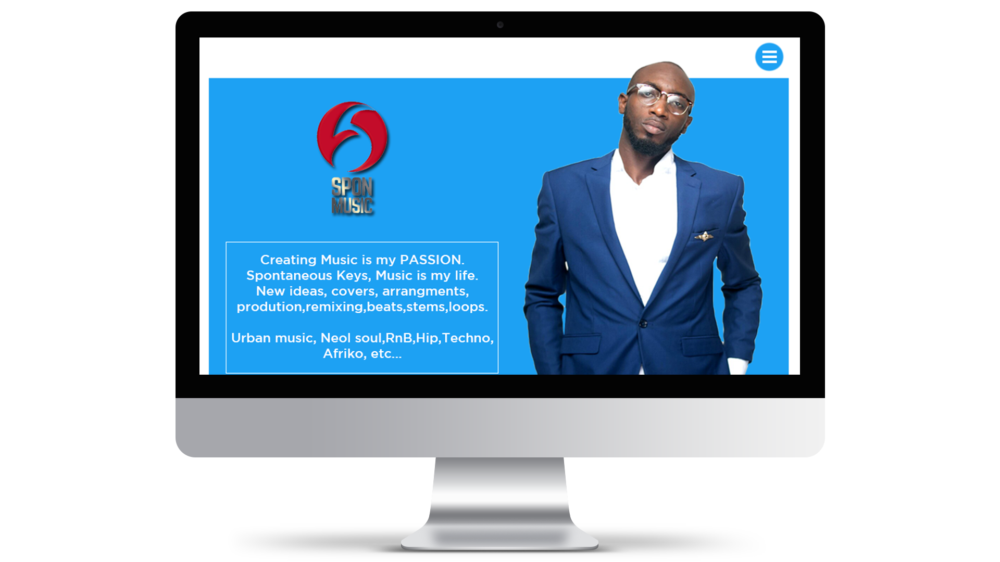 SPON
MUSIC
Creating Music is my PASSION.
Spontaneous Keys, Music is my life.
New ideas, covers, arrangments,
prodution,remixing,beats,stems,loops.
Urban music, Neol soul,RnB,Hip,Techno,
Afriko, etc...